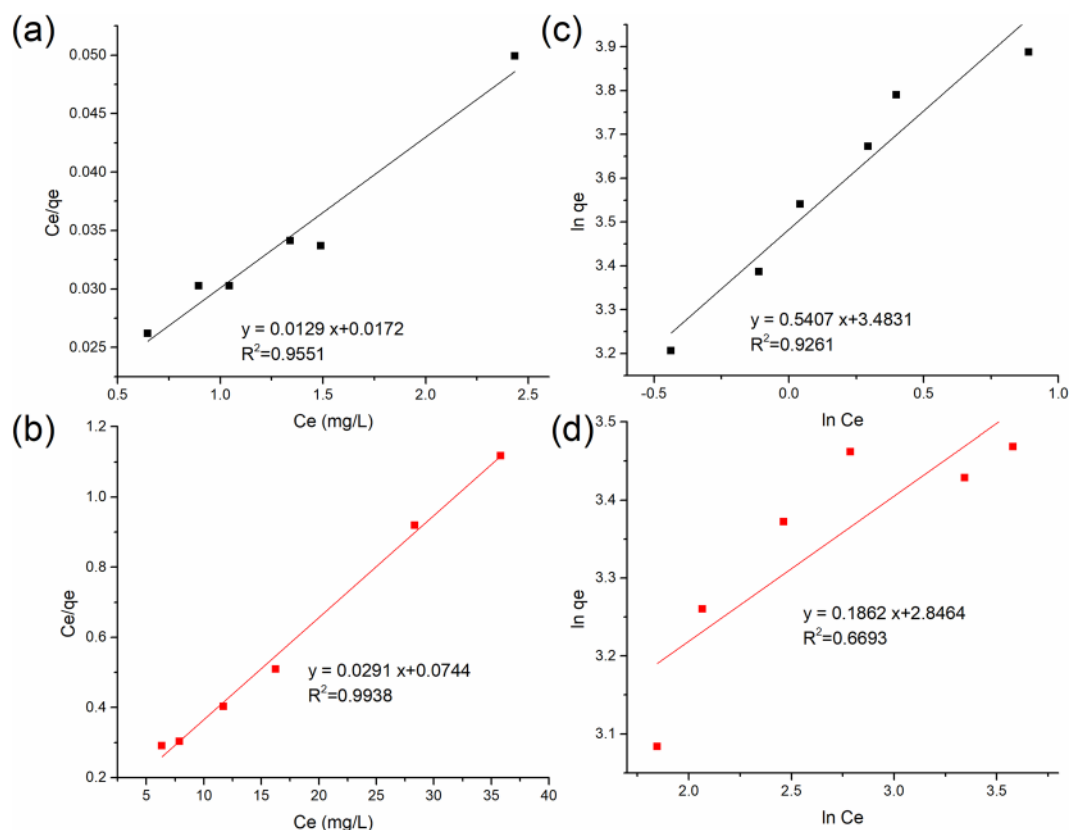 (a)
0.050
0.045
0.040
0.035
0.030
0.025
Ce/qe
y = 0.0129 x+0.0172
R²=0.9551
0.5 1.0 1.5 2.0 2.5
Ce (mg/L)
(c)
3.9
3.8
3.7
3.6
3.5
3.4
3.3
3.2
ln qe
y = 0.5407 x+3.4831
R²=0.9261
-0.5 0.0 0.5 1.0
ln Ce
(b)
1.2
1.0
0.8
0.6
0.4
0.2
Ce/qe
y = 0.0291 x+0.0744
R²=0.9938
5 10 15 20 25 30 35 40
Ce (mg/L)
(d)
3.5
3.4
3.3
3.2
3.1
ln qe
y = 0.1862 x+2.8464
R²=0.6693
2.0 2.5 3.0 3.5
ln Ce